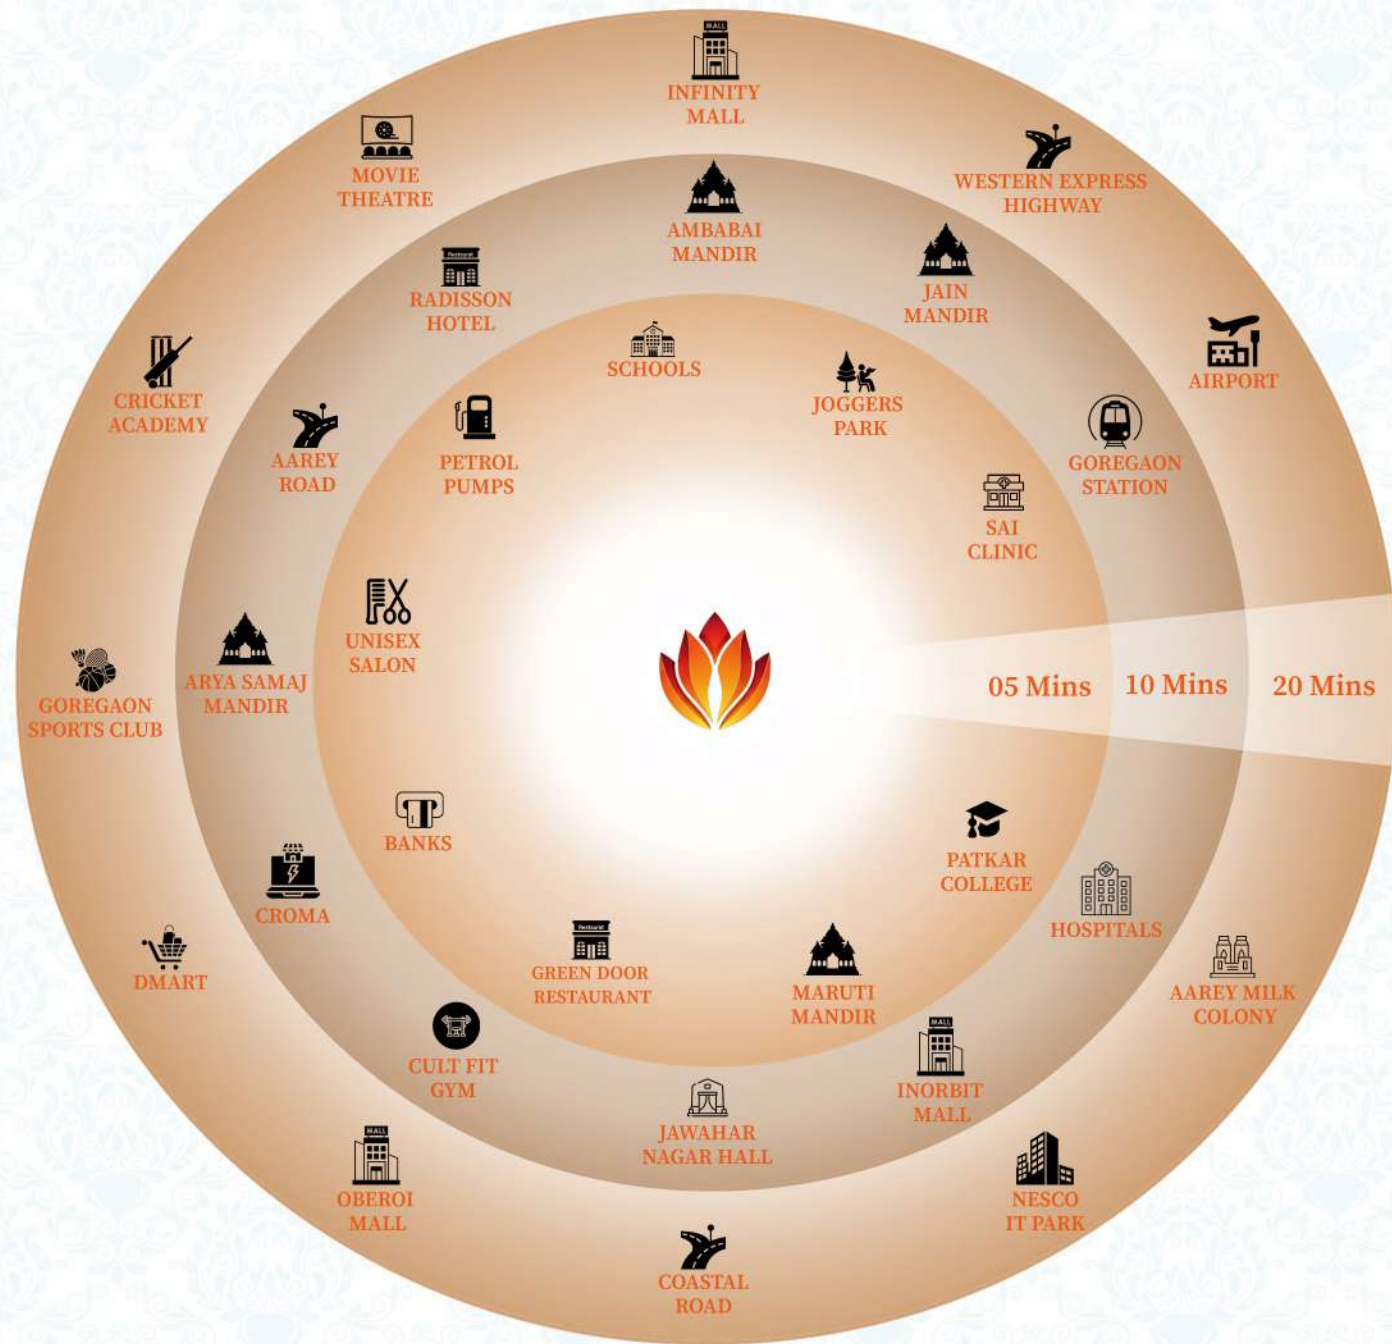 MALL
INFINITY
MALL
MOVIE
THEATRE
WESTERN EXPRESS
HIGHWAY
AMBABAI
MANDIR
Restaurant
RADISSON
HOTEL
JAIN
MANDIR
SCHOOLS
AIRPORT
CRICKET
ACADEMY
JOGGERS
PARK
AAREY
ROAD
PETROL
PUMPS
GOREGAON
STATION
SAI
CLINIC
UNISEX
SALON
ARYA SAMAJ
MANDIR
GOREGAON
SPORTS CLUB
05 Mins
10 Mins
20 Mins
BANKS
PATKAR
COLLEGE
CROMA
HOSPITALS
Restaurant
GREEN DOOR
RESTAURANT
MARUTI
MANDIR
DMART
AAREY MILK
COLONY
CULT FIT
GYM
MALL
INORBIT
MALL
JAWAHAR
NAGAR HALL
MALL
OBEROI
MALL
NESCO
IT PARK
COASTAL
ROAD